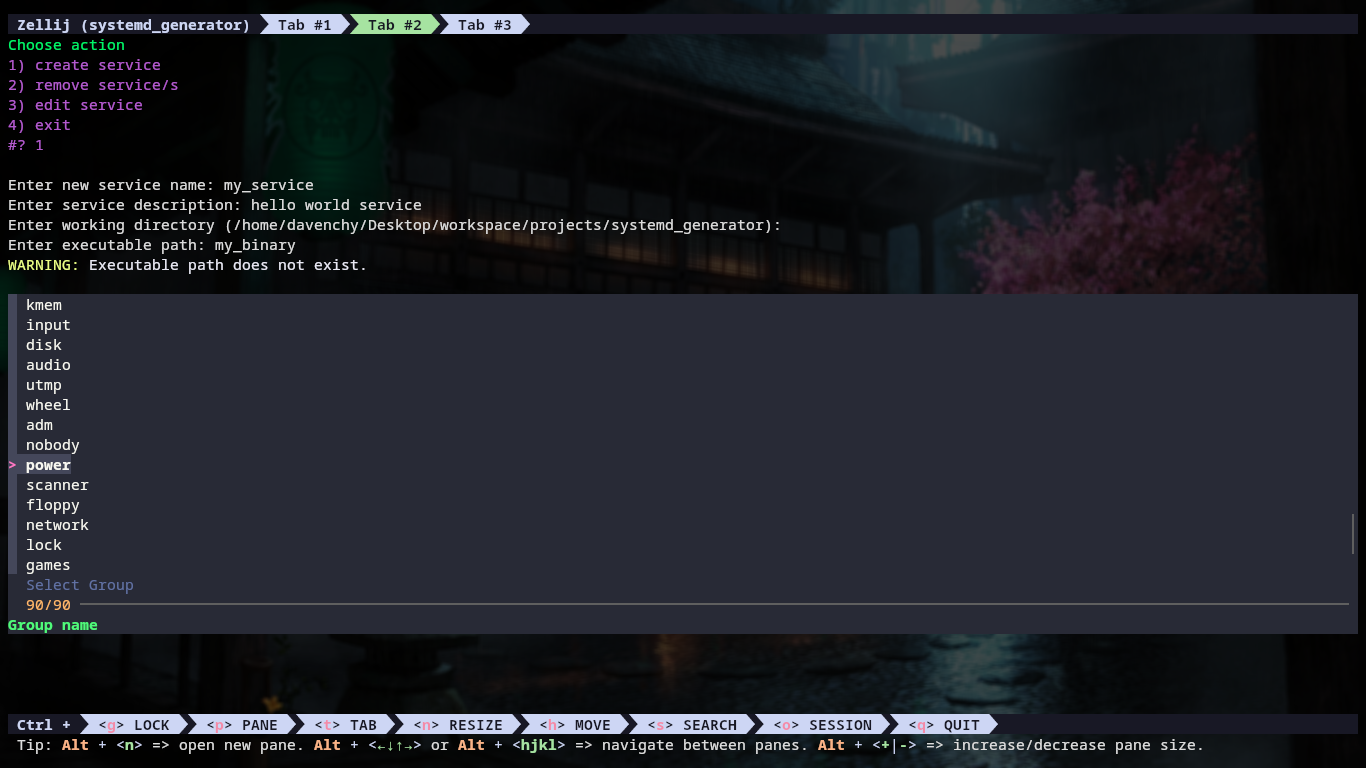 Zellij (systemd_generator) Tab #1 Tab #2 Tab #3
Choose action
1) create service
2) remove service/s
3) edit service
4) exit
#? 1
Enter new service name: my_service
Enter service description: hello world service
Enter working directory (/home/davenchy/Desktop/workspace/projects/systemd_generator):
Enter executable path: my_binary
WARNING: Executable path does not exist.
kmem
input
disk
audio
utmp
wheel
adm
nobody
> power
scanner
floppy
network
lock
games
Select Group
90/90
Group name
Ctrl + <g> LOCK <p> PANE <t> TAB <n> RESIZE <h> MOVE <s> SEARCH <o> SESSION <q> QUIT
Tip: Alt + <n> => open new pane. Alt + <←↓↑→> or Alt + <hjkl> => navigate between panes. Alt + <+|-> => increase/decrease pane size.